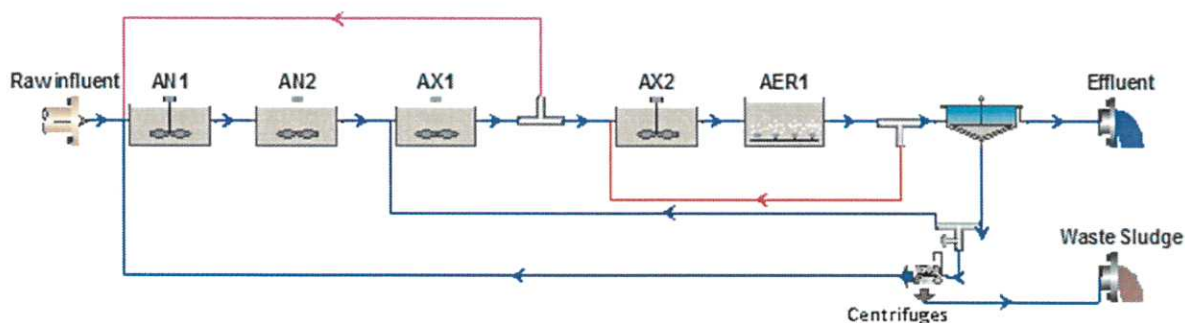 Raw influent
AN1
AN2
AX1
AX2
AER1
Effluent
Waste Sludge
Centrifuges